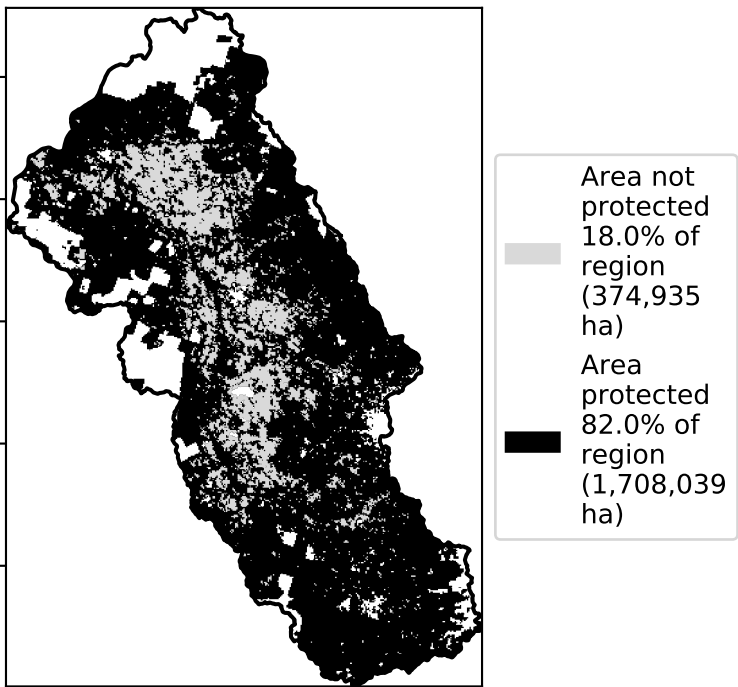 Area not
protected
18.0% of
region
(374,935
ha)
Area
protected
82.0% of
region
(1,708,039
ha)